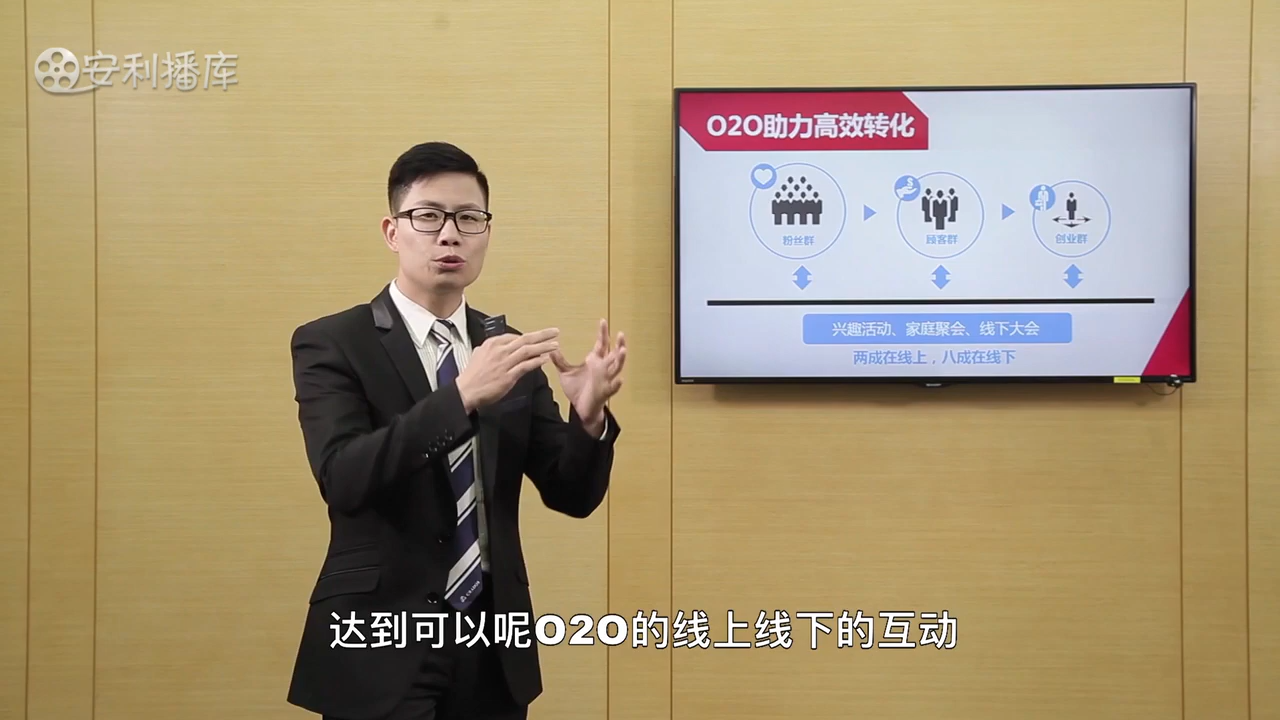 安利播库
O2O助力高效转化
粉丝群
顾客群
创业群
兴趣活动、家庭聚会、线下大会
两成在线上，八成在线下
达到可以呢O2O的线上线下的互动